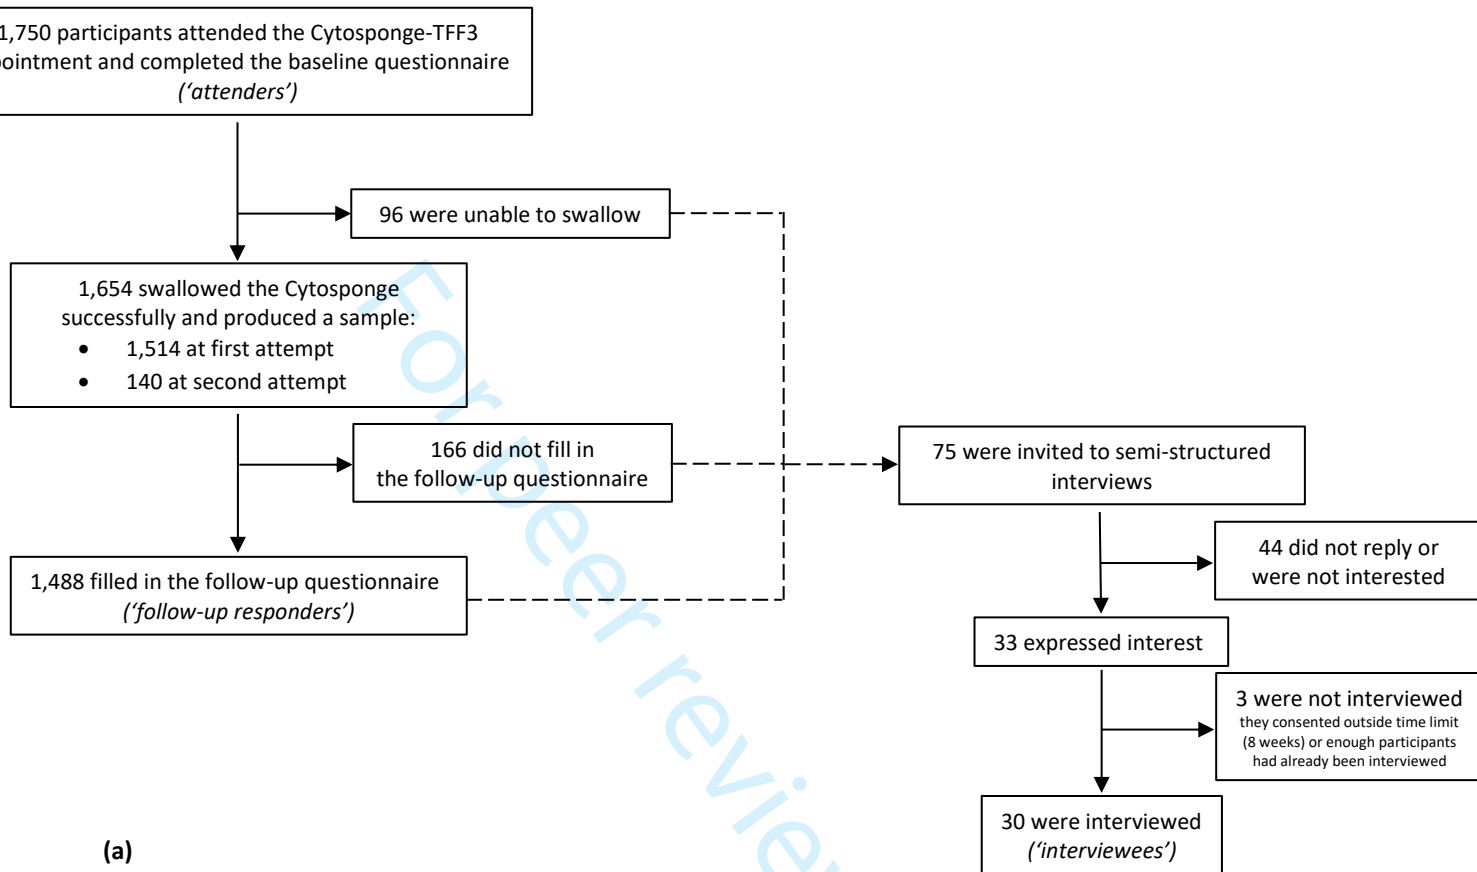 1,750 participants attended the Cytosponge-TFF3
pointment and completed the baseline questionnaire
(‘attenders’)
96 were unable to swallow
1,654 swallowed the Cytosponge
successfully and produced a sample:
• 1,514 at first attempt
• 140 at second attempt
166 did not fill in
the follow-up questionnaire
1,488 filled in the follow-up questionnaire
(‘follow-up responders’)
75 were invited to semi-structured
interviews
44 did not reply or
were not interested
33 expressed interest
3 were not interviewed
they consented outside time limit
(8 weeks) or enough participants
had already been interviewed
30 were interviewed
(‘interviewees’)
(a)
For peer review